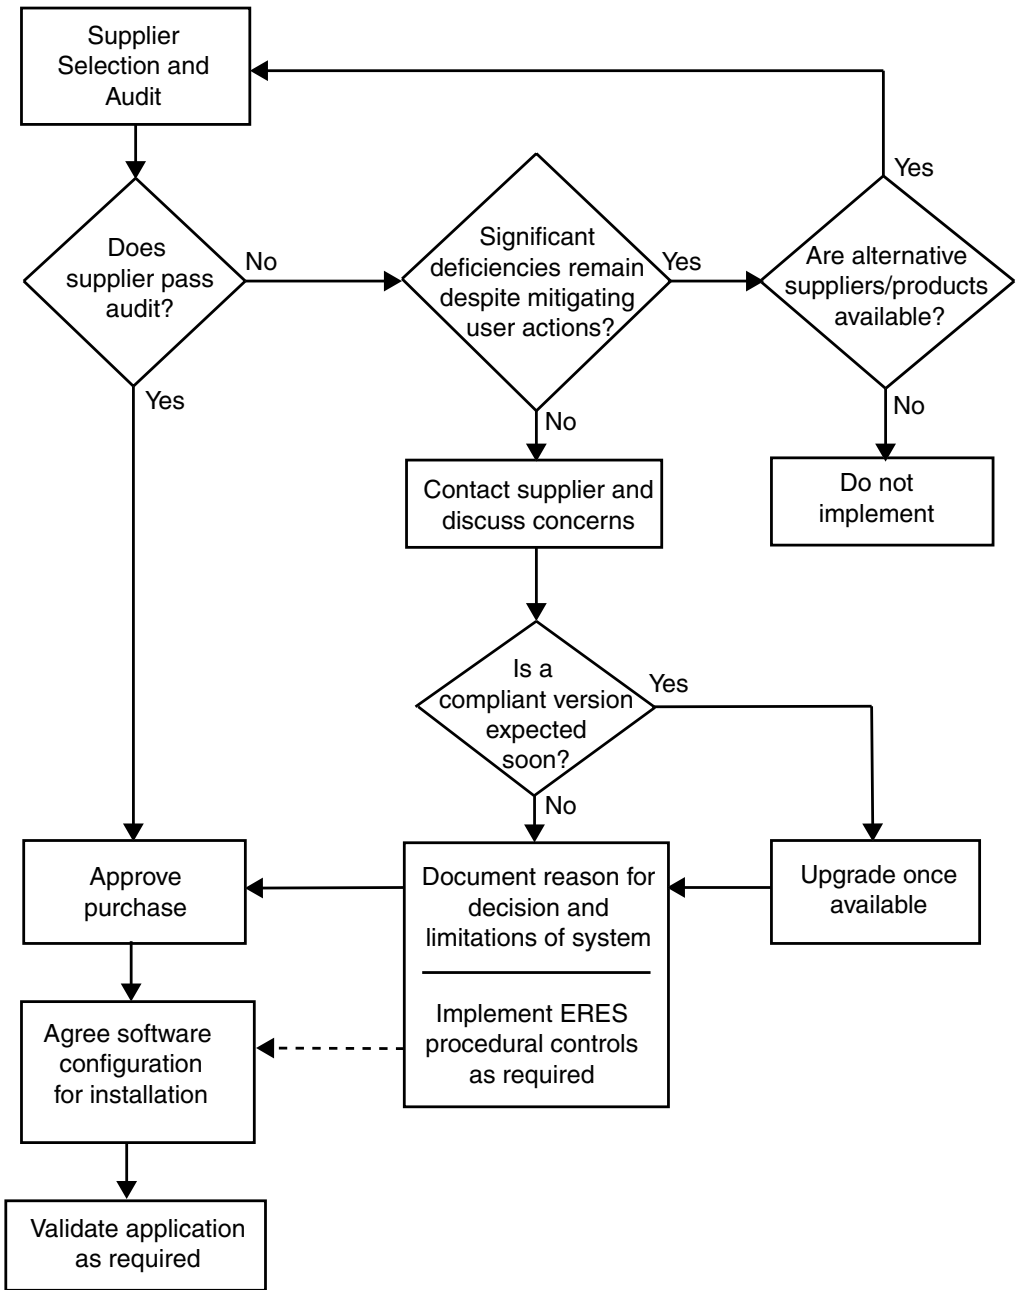 Supplier
Selection and
Audit
Yes
Does
supplier pass
audit?
No
Significant
deficiencies remain
despite mitigating
user actions?
Yes
Are alternative
suppliers/products
available?
Yes
No
No
Contact supplier and
discuss concerns
Do not
implement
Is a
compliant version
expected
soon?
Yes
No
Approve
purchase
Document reason for
decision and
limitations of system
Upgrade once
available
Implement ERES
procedural controls
as required
Agree software
configuration
for installation
Validate application
as required